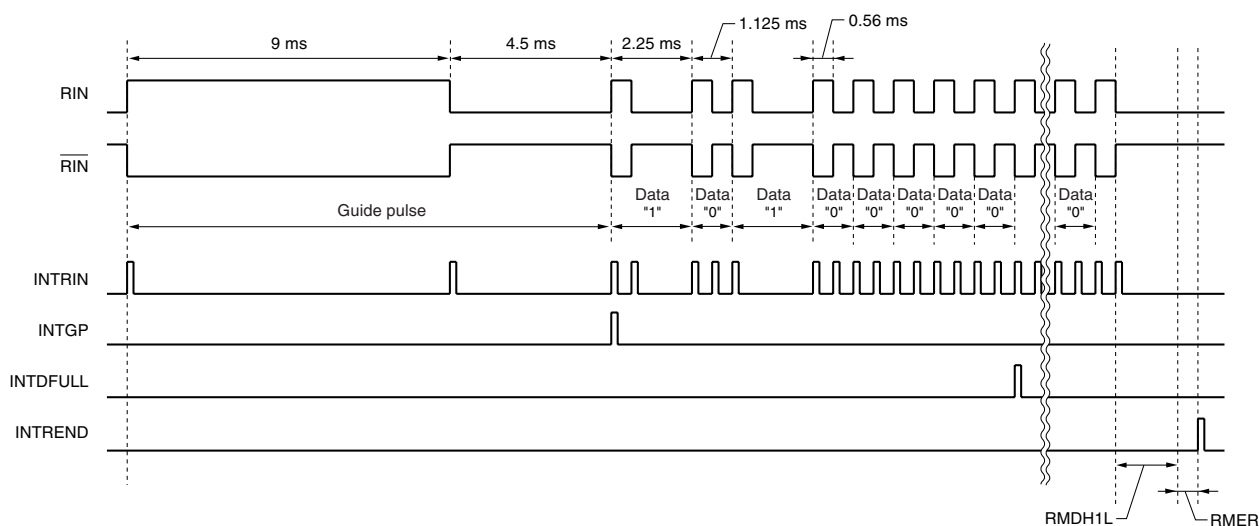 9 ms
4.5 ms
2.25 ms
1.125 ms
0.56 ms
RIN
RIN
Guide pulse
Data
"1"
Data
"0"
Data
"1"
Data
"0"
Data
"0"
Data
"0"
Data
"0"
Data
"0"
Data
"0"
INTRIN
INTGP
INTDFULL
INTREND
RMDH1L
RMER